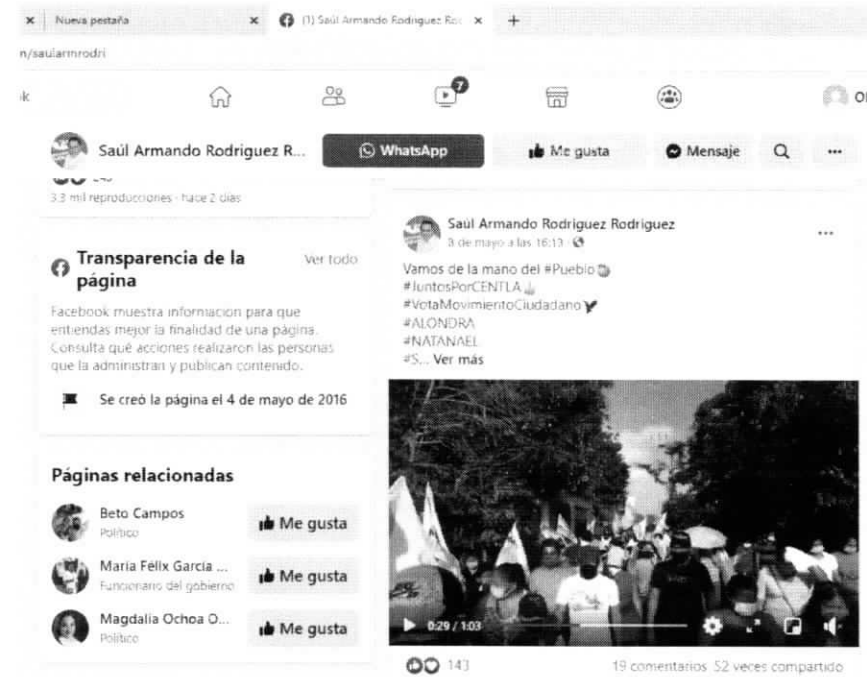 Nueva pestaña
(1) Saúl Armando Rodriguez Ro
n/saularmrodri
7
Saúl Armando Rodriguez R...
WhatsApp
Me gusta
Mensaje
3.3 mil reproducciones · hace 2 días
Transparencia de la página
Ver todo
Facebook muestra información para que
entiendas mejor la finalidad de una página.
Consulta qué acciones realizaron las personas
que la administran y publican contenido.
Se creó la página el 4 de mayo de 2016
Páginas relacionadas
Beto Campos
Político
Me gusta
María Félix García ...
Funcionario del gobierno
Me gusta
Magdalia Ochoa O...
Político
Me gusta
Saúl Armando Rodriguez Rodriguez
de mayo a las 16:13
Vamos de la mano del #Pueblo
#JuntosPorCENTLA
#VotaMovimientoCiudadano
#ALONDRA
#NATANAEL
#S... Ver más
0:29 / 1:03
143
19 comentarios 52 veces compartido